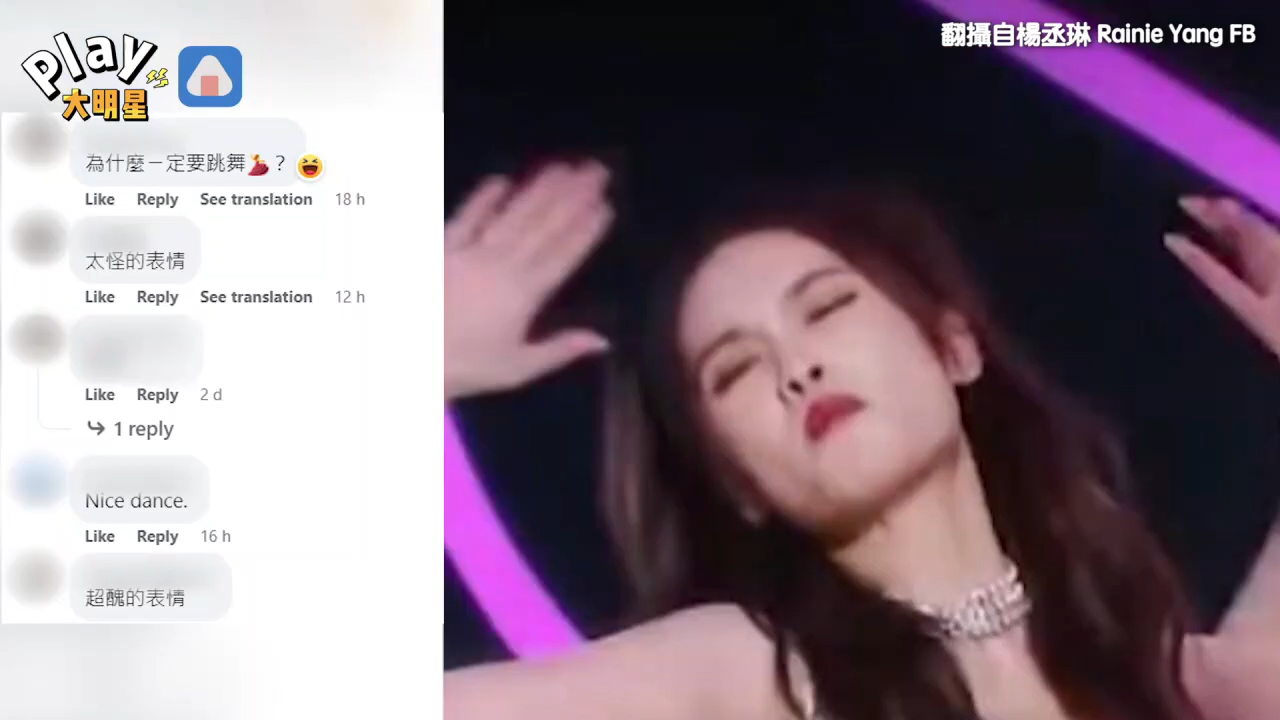 Play
大明星
翻攝自楊丞琳 Rainie Yang FB
為什麼一定要跳舞💃？😆
Like Reply See translation 18 h
太怪的表情
Like Reply See translation 12 h
Like Reply 2 d
1 reply
Nice dance.
Like Reply 16 h
超醜的表情